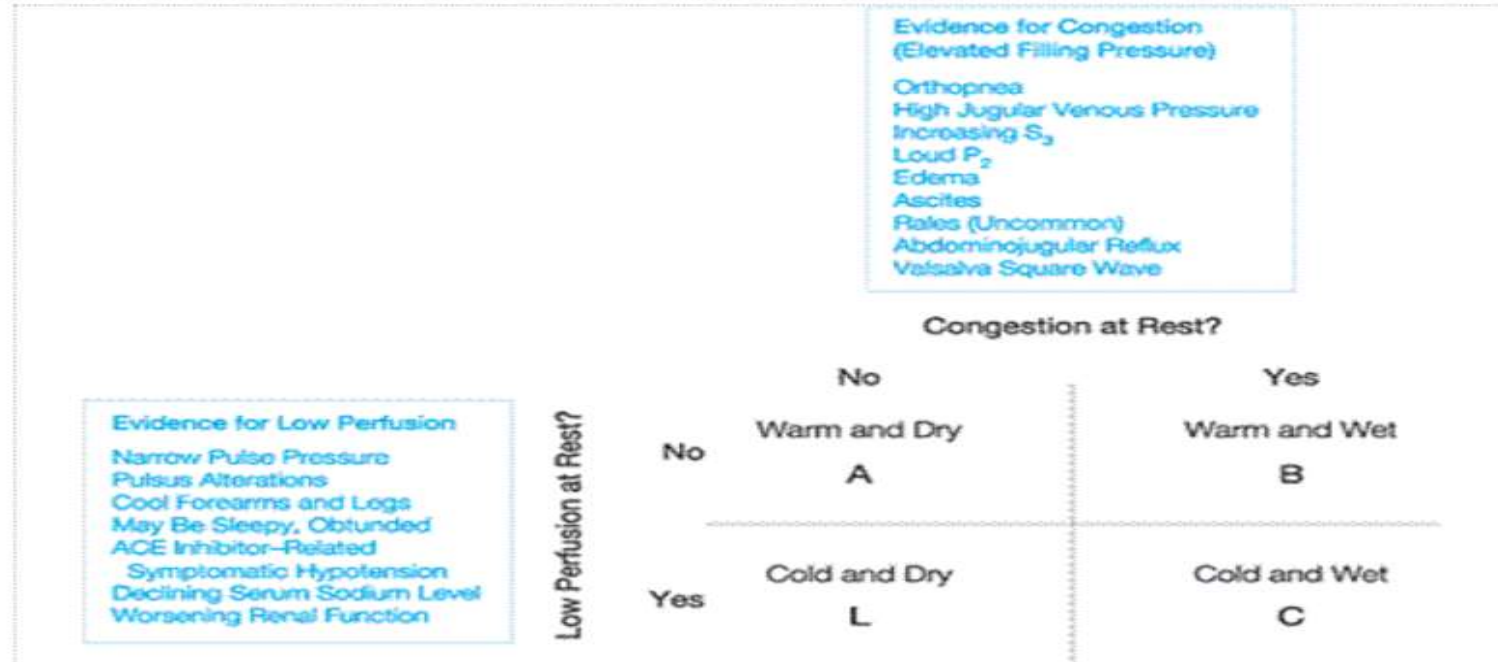 Evidence for Congestion
(Elevated Filling Pressure)
Orthopnea
High Jugular Venous Pressure
Increasing S₃
Loud P₂
Edema
Ascites
Rales (Uncommon)
Abdominojugular Reflux
Valsalva Square Wave
Congestion at Rest?
No
Yes
Evidence for Low Perfusion
Narrow Pulse Pressure
Pulsus Alterations
Cool Forearms and Legs
May Be Sleepy, Obtunded
ACE Inhibitor–Related
Symptomatic Hypotension
Declining Serum Sodium Level
Worsening Renal Function
Low Perfusion at Rest?
No
Warm and Dry
A
Warm and Wet
B
Yes
Cold and Dry
L
Cold and Wet
C